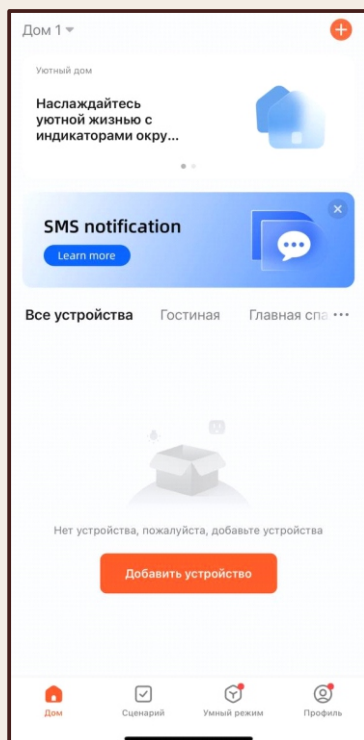 Дом 1
Уютный дом
Наслаждайтесь
уютной жизнью с
индикаторами окру...
SMS notification
Learn more
Все устройства Гостиная Главная спа
Нет устройства, пожалуйста, добавьте устройства
Добавить устройство
Дом Сценарий Умный режим Профиль